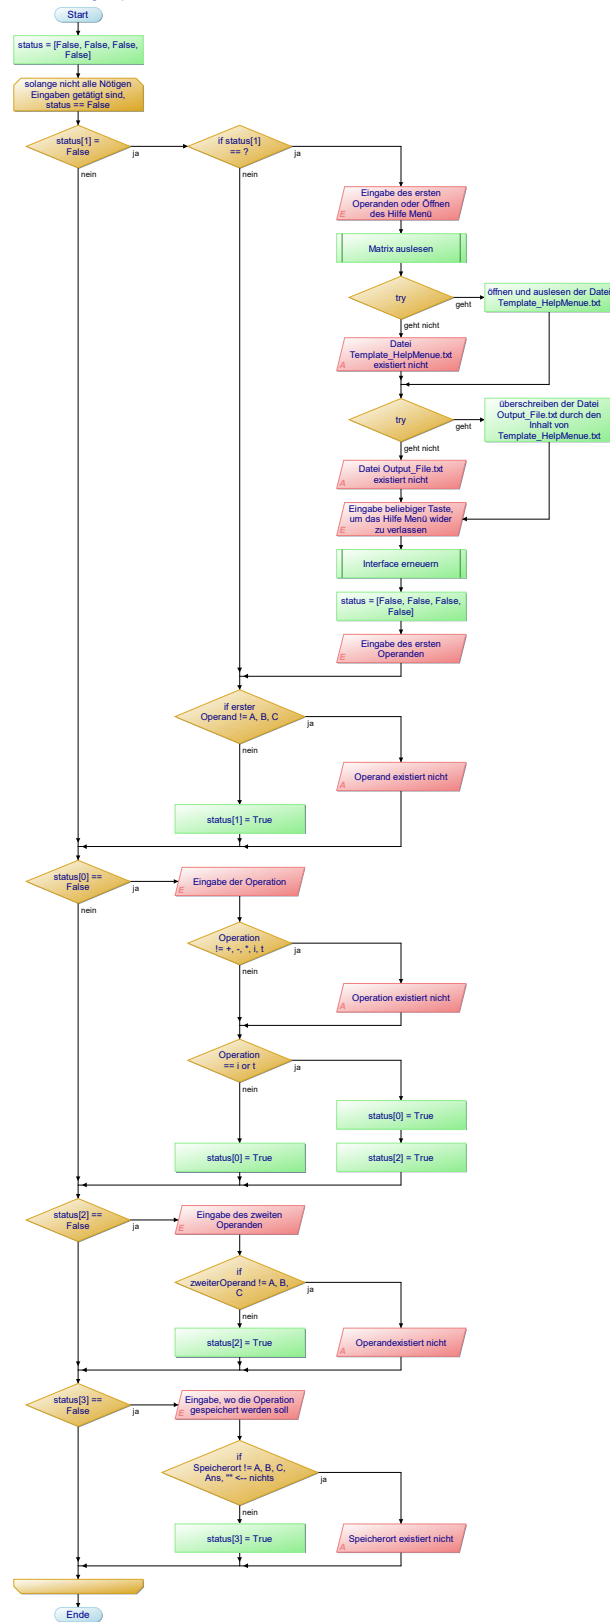 Start
status = [False, False, False,
False]
solange nicht alle Nötigen
Eingaben getätigt sind,
status == False
status[1] =
False
ja
nein
if status[1]
== ?
ja
nein
Eingabe des ersten
Operanden oder Öffnen
des Hilfe Menü
E
Matrix auslesen
try
geht
geht nicht
öffnen und auslesen der Datei
Template_HelpMenue.txt
Datei
Template_HelpMenue.txt
existiert nicht
A
try
geht
geht nicht
überschreiben der Datei
Output_File.txt durch den
Inhalt von
Template_HelpMenue.txt
Datei Output_File.txt
existiert nicht
A
Eingabe beliebiger Taste,
um das Hilfe Menü wider
zu verlassen
E
Interface erneuern
status = [False, False, False,
False]
Eingabe des ersten
Operanden
E
if erster
Operand != A, B, C
ja
nein
Operand existiert nicht
A
status[1] = True
status[0] ==
False
ja
nein
Eingabe der Operation
E
Operation
!= +, -, *, i, t
ja
nein
Operation existiert nicht
A
Operation
== i or t
ja
nein
status[0] = True
status[0] = True
status[2] = True
status[2] ==
False
ja
nein
Eingabe des zweiten
Operanden
E
if
zweiterOperand != A, B,
C
ja
nein
status[2] = True
Operandexistiert nicht
A
status[3] ==
False
ja
nein
Eingabe, wo die Operation
gespeichert werden soll
E
if
Speicherort != A, B, C,
Ans, "" <-- nichts
ja
nein
status[3] = True
Speicherort existiert nicht
A
Ende